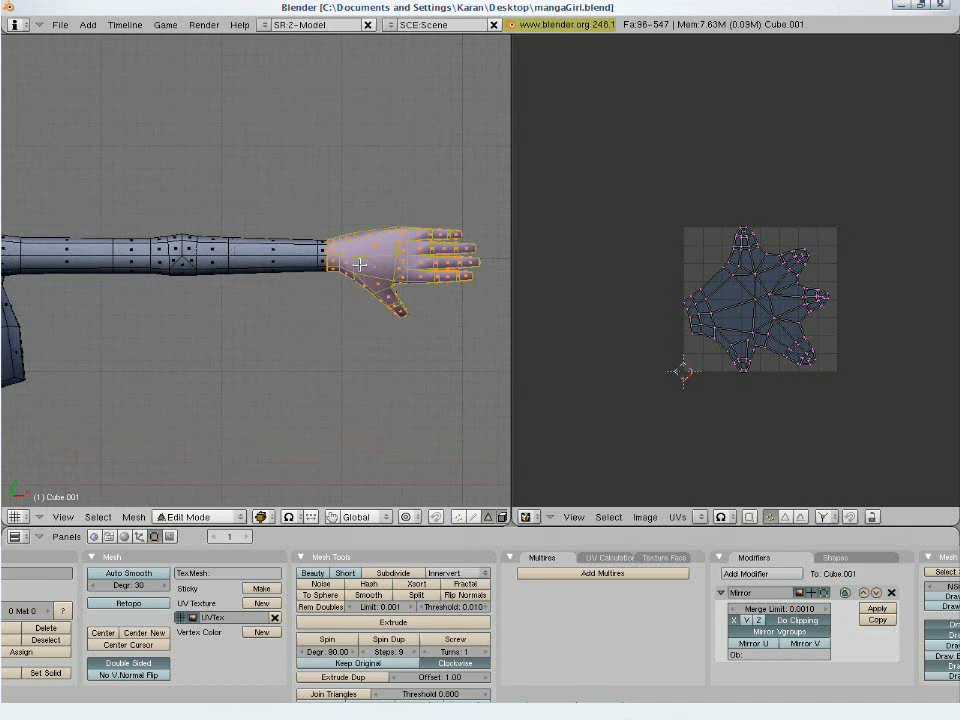 Blender [C:\Documents and Settings\Karan\Desktop\mangaGirl.blend]
File Add Timeline Game Render Help SR:2-Model SCE:Scene www.blender.org 248.1 Fa:96-547 | Mem:7.63M (0.09M) Cube.001
(1) Cube.001
View Select Mesh Edit Mode Global
View Select Image UVs
Panels 1
Mesh
Auto Smooth
Degr: 30
Retopo
Center Center New
Center Cursor
Double Sided
No V.Normal Flip
TexMesh:
Sticky Make
UV Texture New
UVTex
Vertex Color New
0 Mat 0 ?
Delete
Deselect
Assign
Set Solid
Mesh Tools
Beauty Short Subdivide Innervert
Noise Hash Xsort Fractal
To Sphere Smooth Split Flip Normals
Rem Doubles Limit: 0.001 Threshold: 0.010
Extrude
Spin Spin Dup Screw
Degr: 90.00 Steps: 9 Turns: 1
Keep Original Clockwise
Extrude Dup Offset: 1.00
Join Triangles Threshold 0.800
Multires UV Calculation Texture Face
Add Multires
Modifiers Shapes
Add Modifier To: Cube.001
Mirror
Merge Limit: 0.0010
X Y Z Do Clipping
Mirror Vgroups
Mirror U Mirror V
Ob:
Apply
Copy
Mesh
Select